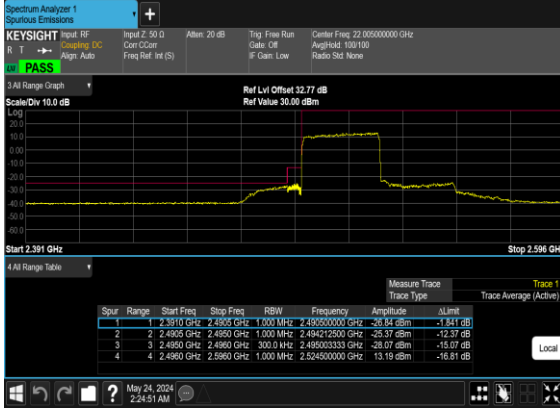 Spectrum Analyzer 1
Spurious Emissions
+
KEYSIGHT Input: RF Input Z: 50 Ω Atten: 20 dB Trig: Free Run Center Freq: 22.005000000 GHz
R T Coupling: DC Corr CCorr Gate: Off Avg|Hold: 100/100
Align: Auto Freq Ref: Int (S) IF Gain: Low Radio Std: None
PASS
3 All Range Graph Ref Lvl Offset 32.77 dB
Scale/Div 10.0 dB Ref Value 30.00 dBm
Log
20.0
10.0
0.00
-10.0
-20.0
-30.0
-40.0
-50.0
-60.0
Start 2.391 GHz Stop 2.596 GH
4 All Range Table
Measure Trace Trace 1
Trace Type Trace Average (Active)
Spur Range Start Freq Stop Freq RBW Frequency Amplitude ΔLimit
1 1 2.3910 GHz 2.4905 GHz 1.000 MHz 2.490500000 GHz -26.84 dBm -1.841 dB
2 2 2.4905 GHz 2.4950 GHz 1.000 MHz 2.494212500 GHz -25.37 dBm -12.37 dB
3 3 2.4950 GHz 2.4960 GHz 300.0 kHz 2.495003333 GHz -28.07 dBm -15.07 dB
4 4 2.4960 GHz 2.5960 GHz 1.000 MHz 2.524500000 GHz 13.19 dBm -16.81 dB
Local
? May 24, 2024
2:24:51 AM